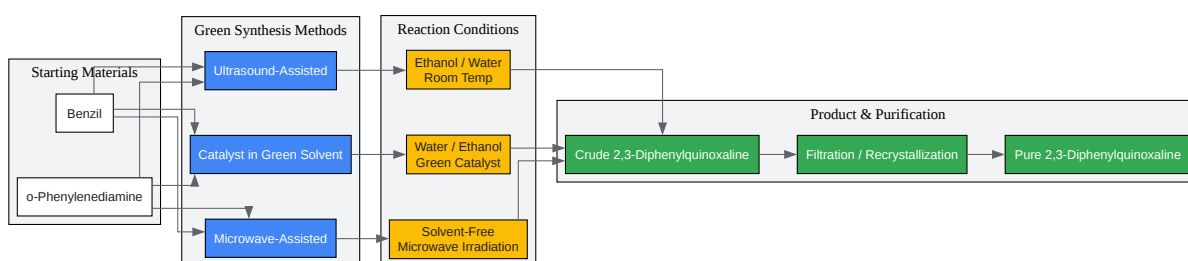 Starting Materials
Benzil
o-Phenylenediamine
Green Synthesis Methods
Ultrasound-Assisted
Catalyst in Green Solvent
Microwave-Assisted
Reaction Conditions
Ethanol / Water
Room Temp
Water / Ethanol
Green Catalyst
Solvent-Free
Microwave Irradiation
Product & Purification
Crude 2,3-Diphenylquinoxaline
Filtration / Recrystallization
Pure 2,3-Diphenylquinoxaline